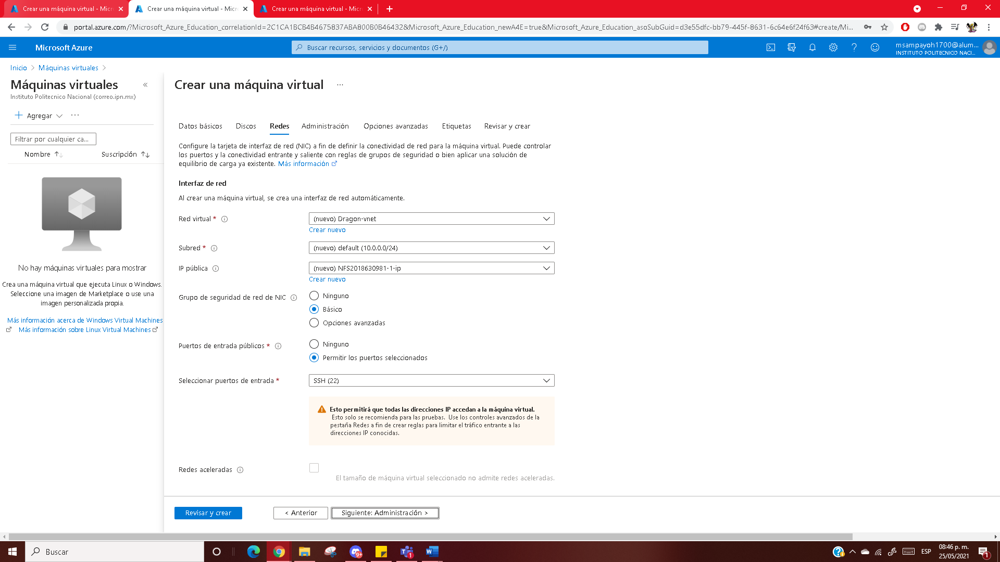 Crear una máquina virtual - Micr
Crear una máquina virtual - Micr
Crear una máquina virtual - Micr
portal.azure.com/?Microsoft_Azure_Education_correlationId=2C1CA1BCB4B4675837ABA800B0B46432&Microsoft_Azure_Education_newA4E=true&Microsoft_Azure_Education_asoSubGuid=d3e55dfc-bb79-445f-8631-6c64e6f24f63#create/Mi...
Microsoft Azure
Buscar recursos, servicios y documentos (G+/)
msampayoh1700@alum...
INSTITUTO POLITECNICO NACI...
Inicio
Máquinas virtuales
Máquinas virtuales
«
Instituto Politecnico Nacional (correo.ipn.mx)
Agregar
...
Filtrar por cualquier ca...
Nombre
Suscripción
No hay máquinas virtuales para mostrar
Crea una máquina virtual que ejecuta Linux o Windows.
Seleccione una imagen de Marketplace o use una
imagen personalizada propia.
Más información acerca de Windows Virtual Machines
Más información sobre Linux Virtual Machines
Crear una máquina virtual
...
Datos básicos
Discos
Redes
Administración
Opciones avanzadas
Etiquetas
Revisar y crear
Configure la tarjeta de interfaz de red (NIC) a fin de definir la conectividad de red para la máquina virtual. Puede controlar
los puertos y la conectividad entrante y saliente con reglas de grupos de seguridad o bien aplicar una solución de
equilibrio de carga ya existente. Más información
Interfaz de red
Al crear una máquina virtual, se crea una interfaz de red automáticamente.
Red virtual *
(nuevo) Dragon-vnet
Crear nuevo
Subred *
(nuevo) default (10.0.0.0/24)
IP pública
(nuevo) NFS2018630981-1-ip
Crear nuevo
Grupo de seguridad de red de NIC
Ninguno
Básico
Opciones avanzadas
Puertos de entrada públicos *
Ninguno
Permitir los puertos seleccionados
Seleccionar puertos de entrada *
SSH (22)
Esto permitirá que todas las direcciones IP accedan a la máquina virtual.
Esto solo se recomienda para las pruebas. Use los controles avanzados de la
pestaña Redes a fin de crear reglas para limitar el tráfico entrante a las
direcciones IP conocidas.
Redes aceleradas
El tamaño de máquina virtual seleccionado no admite redes aceleradas.
Revisar y crear
< Anterior
Siguiente: Administración >
Buscar
9+
1
ESP
08:46 p. m.
25/05/2021
1